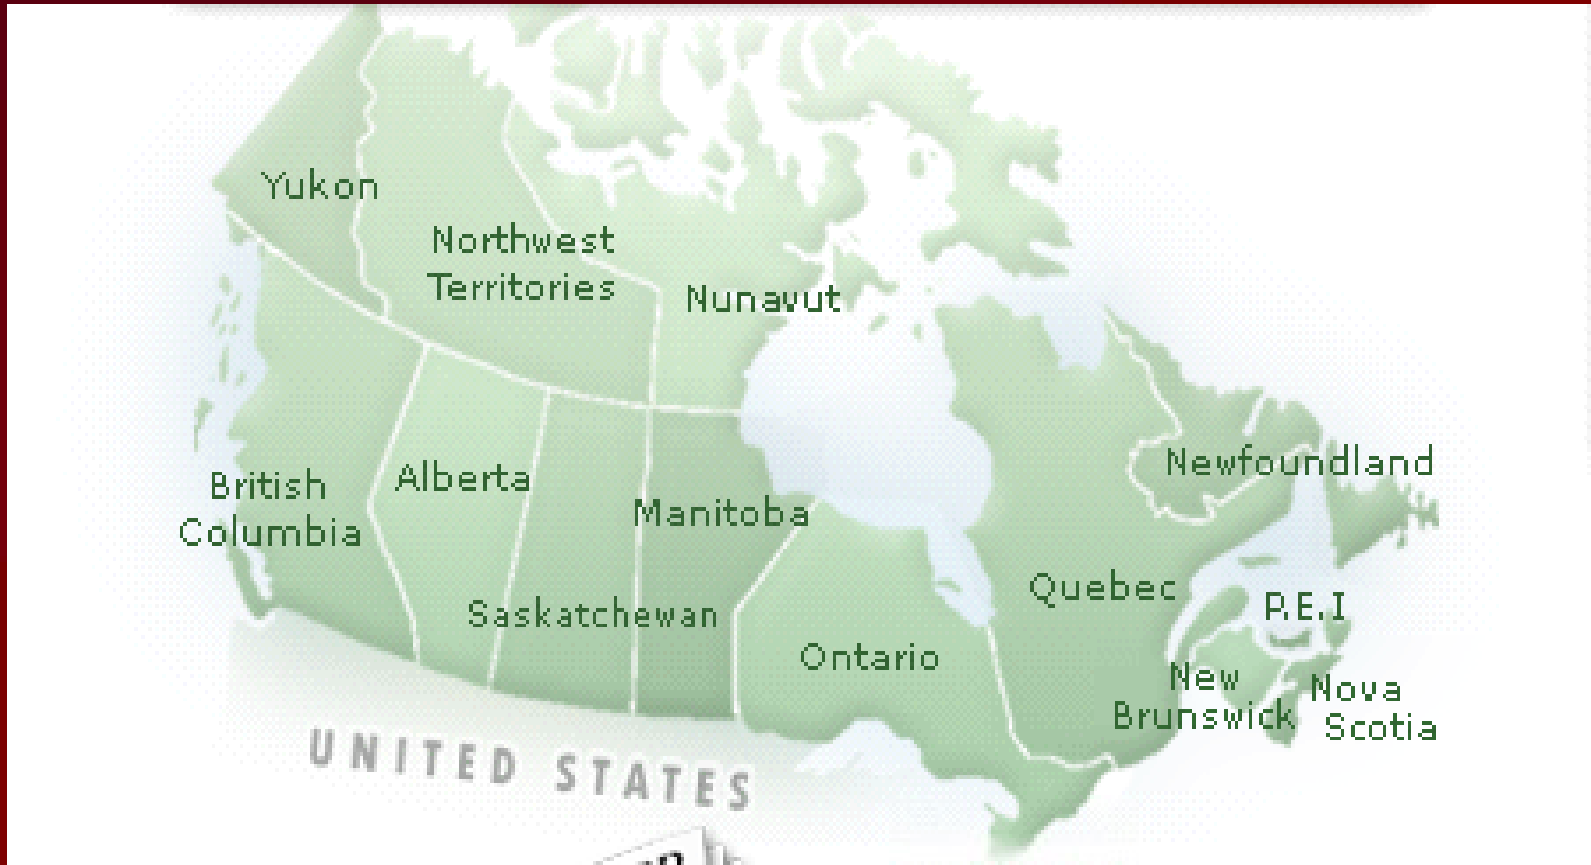 Yukon
Northwest
Territories
Nunavut
British
Columbia
Alberta
Manitoba
Newfoundland
Saskatchewan
Quebec
P.E.I
Ontario
New
Brunswick
Nova
Scotia
UNITED STATES